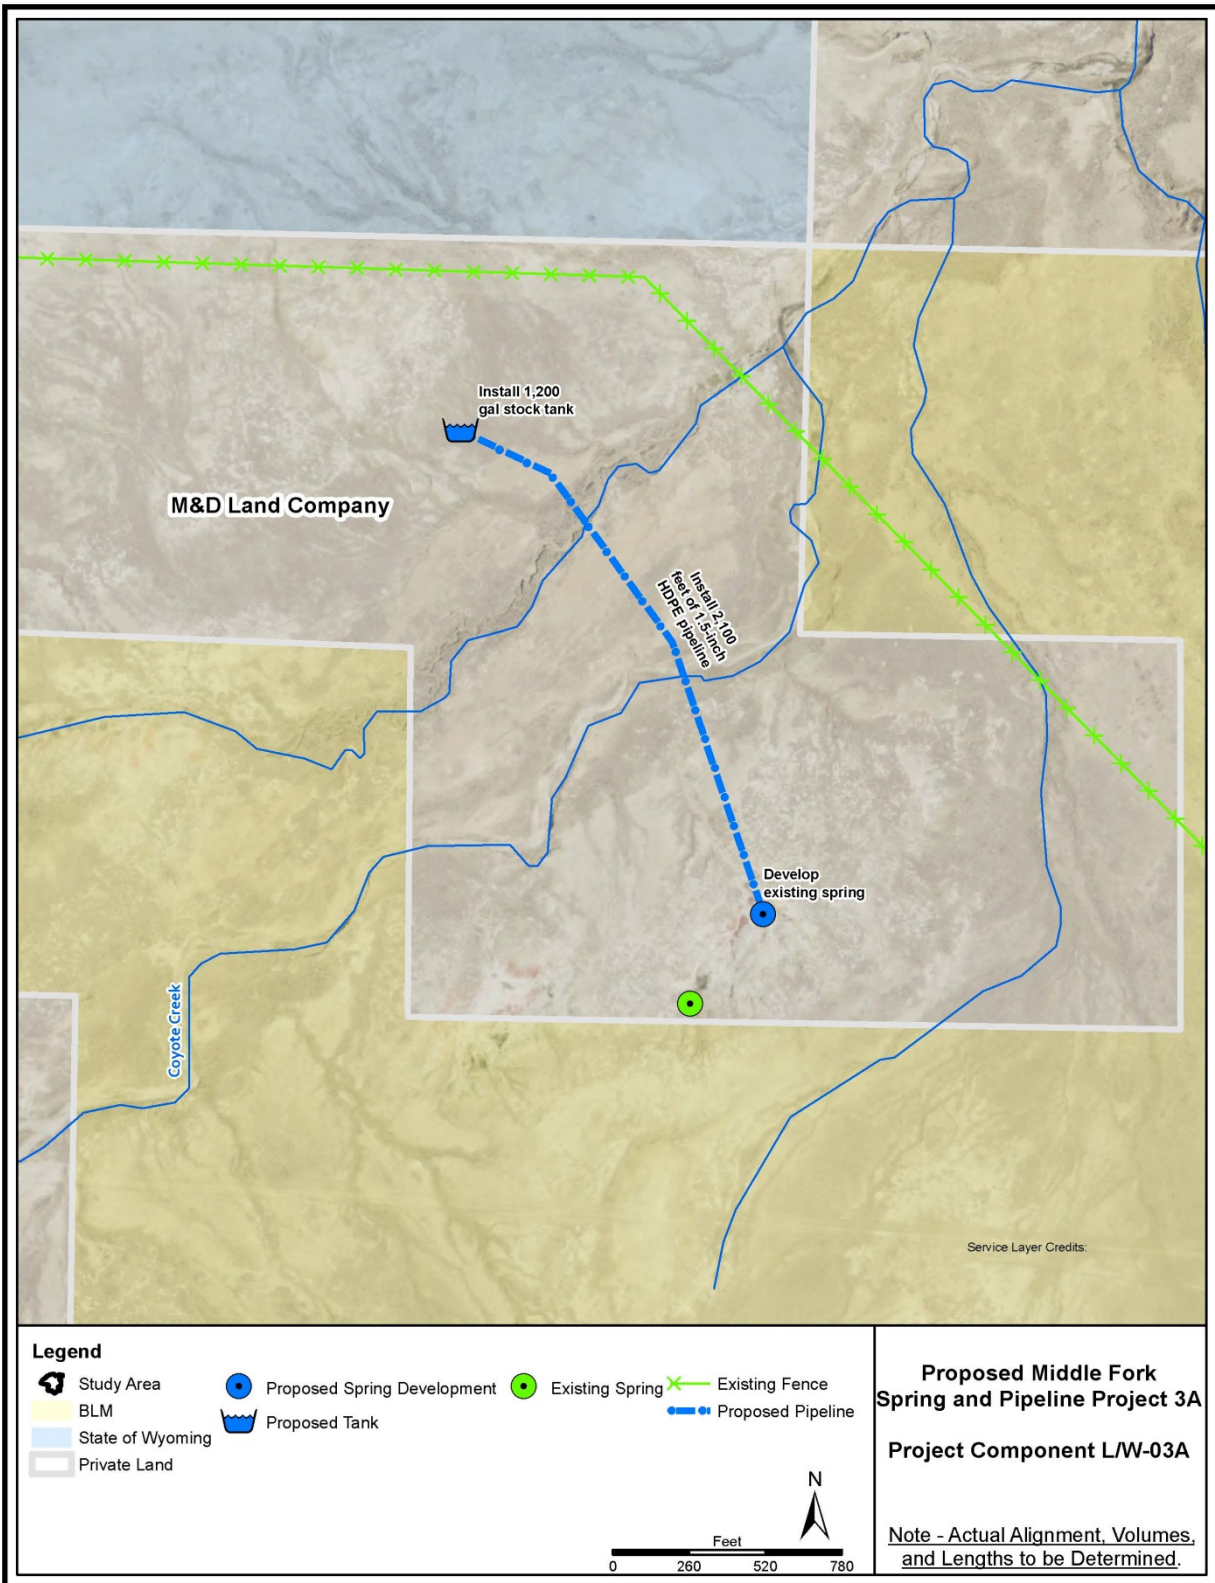 Install 1,200
gal stock tank
M&D Land Company
Install 2,100
feet of 1.5-inch
HDPE pipeline
Develop
existing spring
Coyote Creek
Service Layer Credits:
Legend
Study Area
BLM
State of Wyoming
Private Land
Proposed Spring Development
Proposed Tank
Existing Spring
Existing Fence
Proposed Pipeline
N
Feet
0 260 520 780
Proposed Middle Fork
Spring and Pipeline Project 3A
Project Component L/W-03A
Note - Actual Alignment, Volumes,
and Lengths to be Determined.